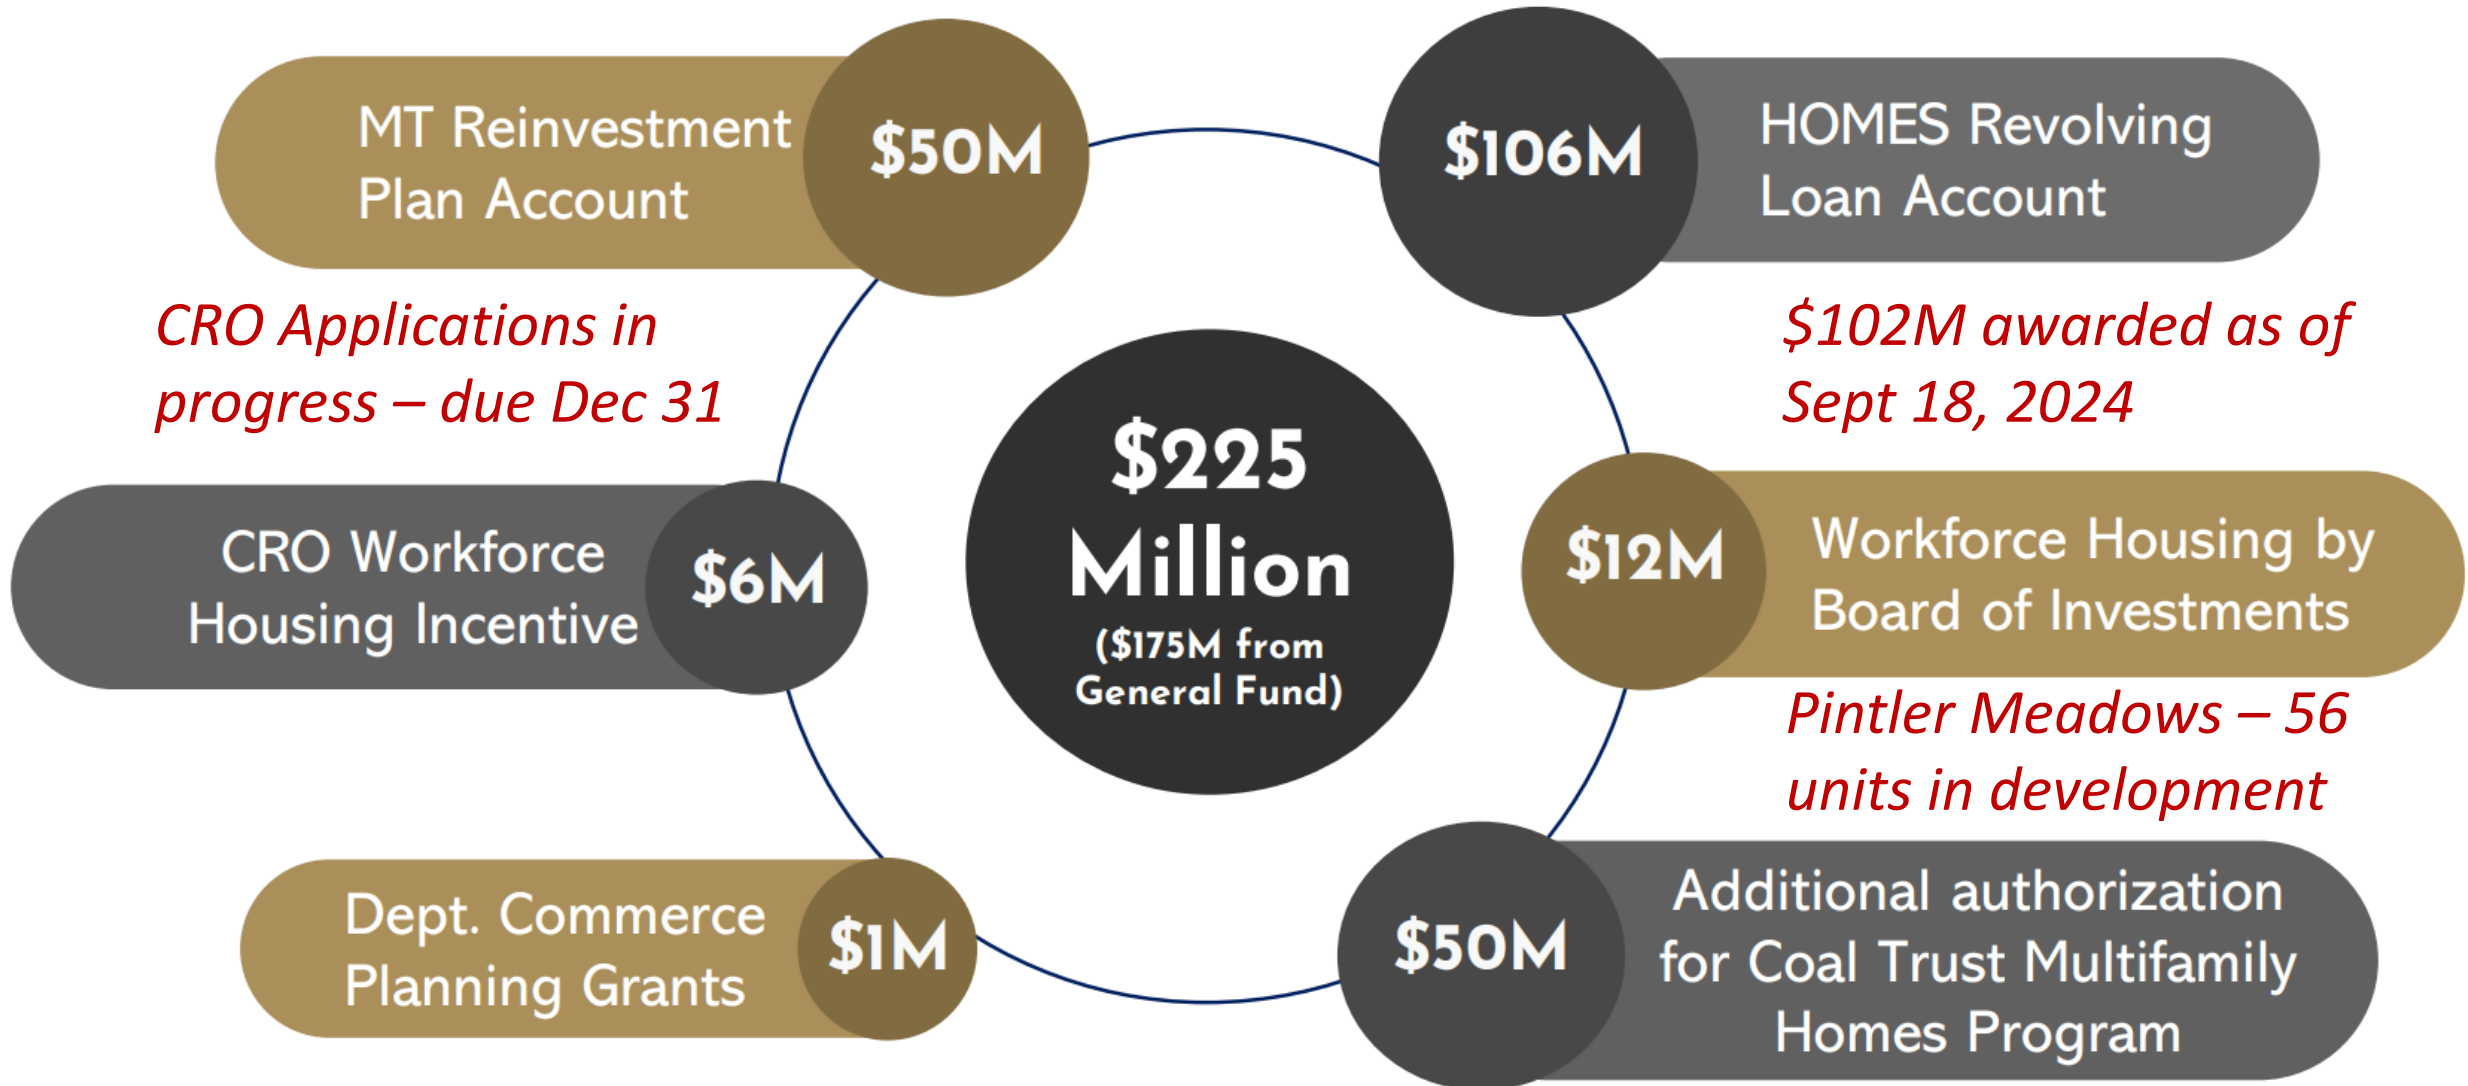 MT Reinvestment
Plan Account
$50M
CRO Applications in
progress – due Dec 31
CRO Workforce
Housing Incentive
$6M
Dept. Commerce
Planning Grants
$1M
$225
Million
($175M from
General Fund)
$106M
HOMES Revolving
Loan Account
$102M awarded as of
Sept 18, 2024
$12M
Workforce Housing by
Board of Investments
Pintler Meadows – 56
units in development
$50M
Additional authorization
for Coal Trust Multifamily
Homes Program